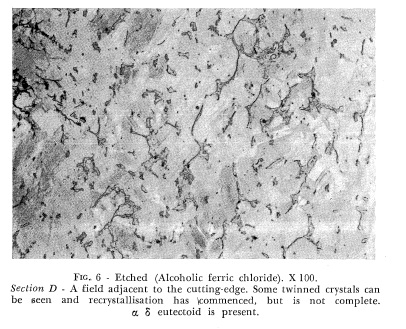 FIG. 6 - Etched (Alcoholic ferric chloride). X 100.
Section D - A field adjacent to the cutting-edge. Some twinned crystals can
be seen and recrystallisation has commenced, but is not complete.
α δ eutectoid is present.